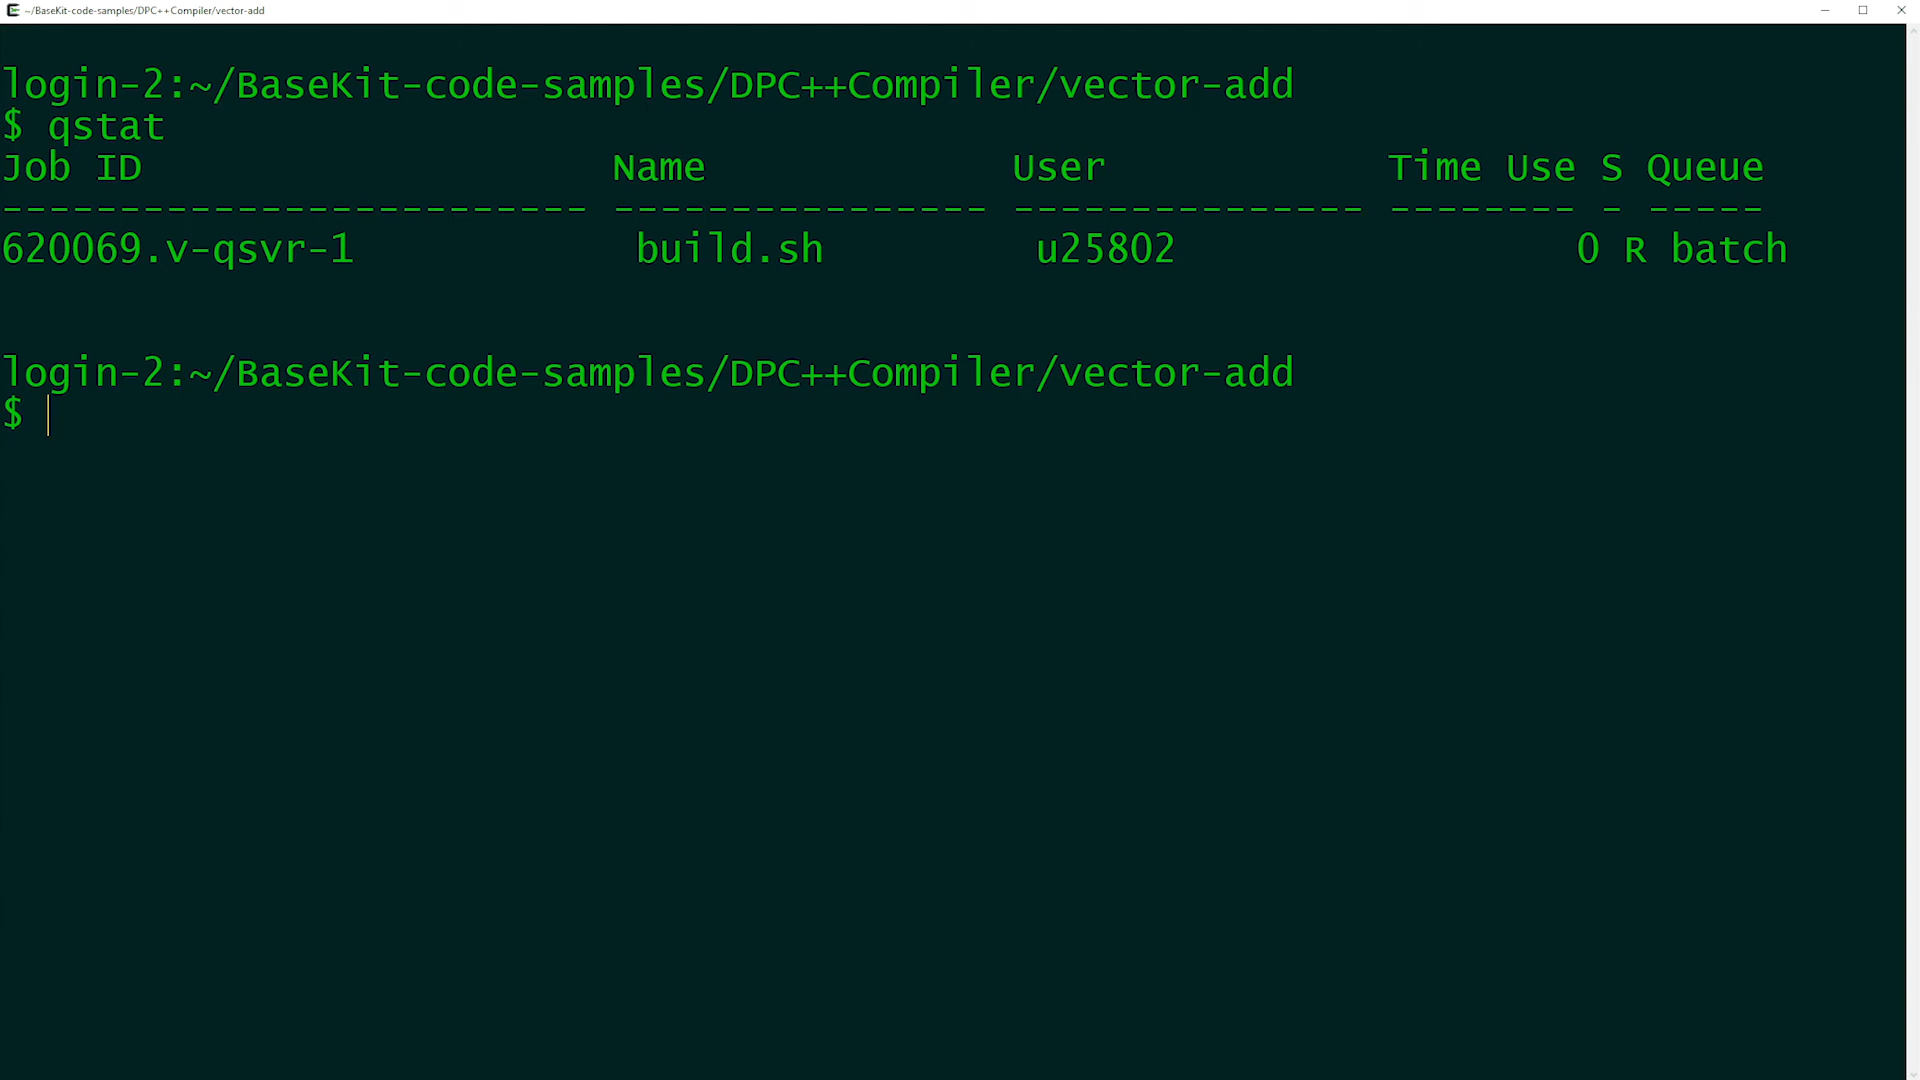 ~/BaseKit-code-samples/DPC++Compiler/vector-add
login-2:~/BaseKit-code-samples/DPC++Compiler/vector-add
$ qstat
Job ID                    Name             User            Time Use S Queue
------------------------- ---------------- --------------- -------- - -----
620069.v-qsvr-1            build.sh         u25802                 0 R batch
login-2:~/BaseKit-code-samples/DPC++Compiler/vector-add
$